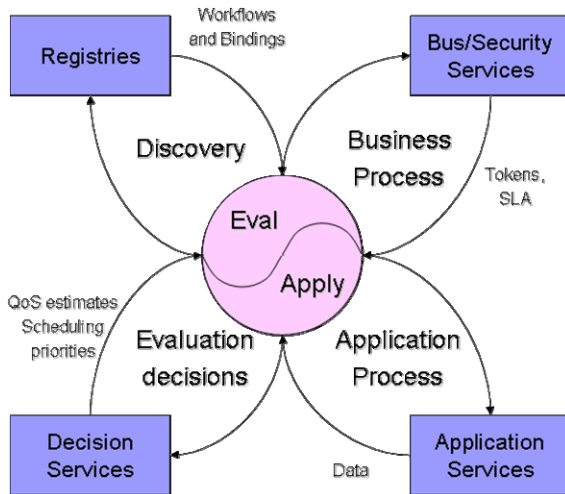 Workflows
and Bindings
Registries
Bus/Security
Services
Discovery
Business
Process
Tokens,
SLA
Eval
Apply
QoS estimates
Scheduling
priorities
Evaluation
decisions
Application
Process
Decision
Services
Data
Application
Services